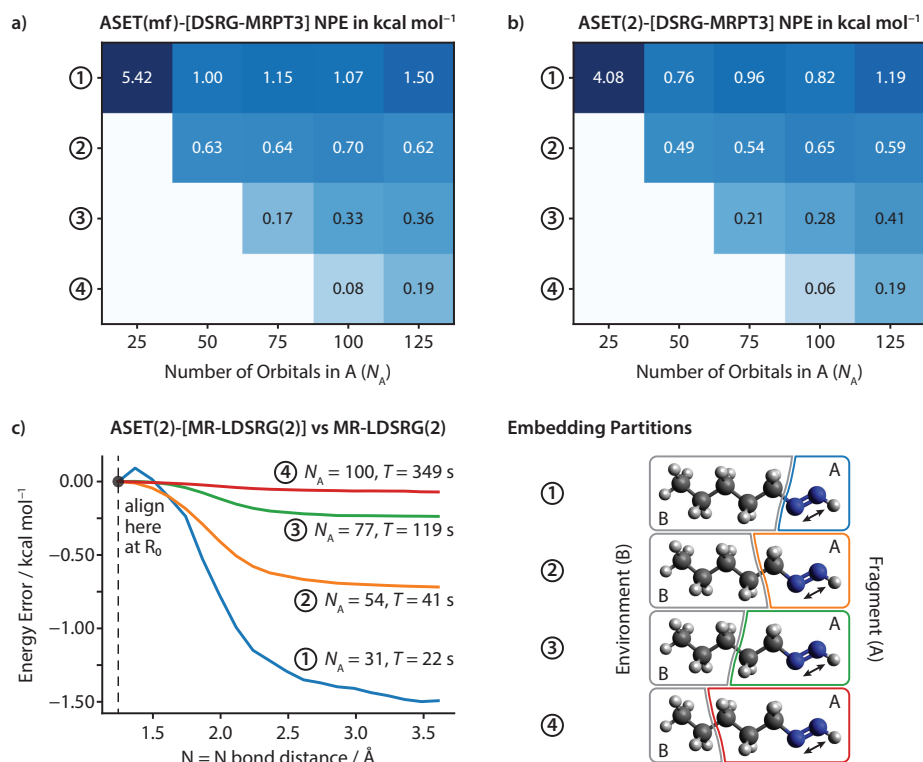 a) ASET(mf)-[DSRG-MRPT3] NPE in kcal mol⁻¹
① 5.42 1.00 1.15 1.07 1.50
② 0.63 0.64 0.70 0.62
③ 0.17 0.33 0.36
④ 0.08 0.19
25 50 75 100 125
Number of Orbitals in A (N_A)
b) ASET(2)-[DSRG-MRPT3] NPE in kcal mol⁻¹
① 4.08 0.76 0.96 0.82 1.19
② 0.49 0.54 0.65 0.59
③ 0.21 0.28 0.41
④ 0.06 0.19
25 50 75 100 125
Number of Orbitals in A (N_A)
c) ASET(2)-[MR-LDSRG(2)] vs MR-LDSRG(2)
Energy Error / kcal mol⁻¹
0.00
−0.50
−1.00
−1.50
align
here
at R₀
④ N_A = 100, T = 349 s
③ N_A = 77, T = 119 s
② N_A = 54, T = 41 s
① N_A = 31, T = 22 s
1.5 2.0 2.5 3.0 3.5
N = N bond distance / Å
Embedding Partitions
Environment (B)
Fragment (A)
① B A
② B A
③ B A
④ B A